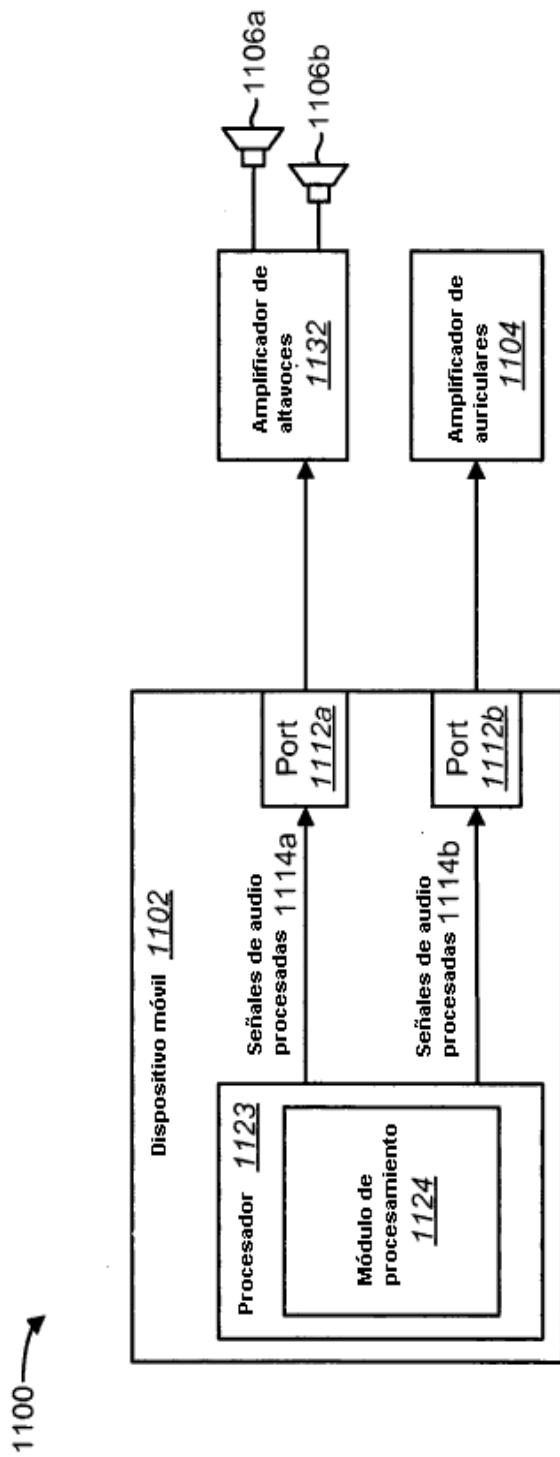 1100
Dispositivo móvil 1102
Procesador 1123
Módulo de
procesamiento
1124
Señales de audio
procesadas 1114a
Señales de audio
procesadas 1114b
Port
1112a
Port
1112b
Amplificador de
altavoces
1132
Amplificador de
auriculares
1104
1106a
1106b